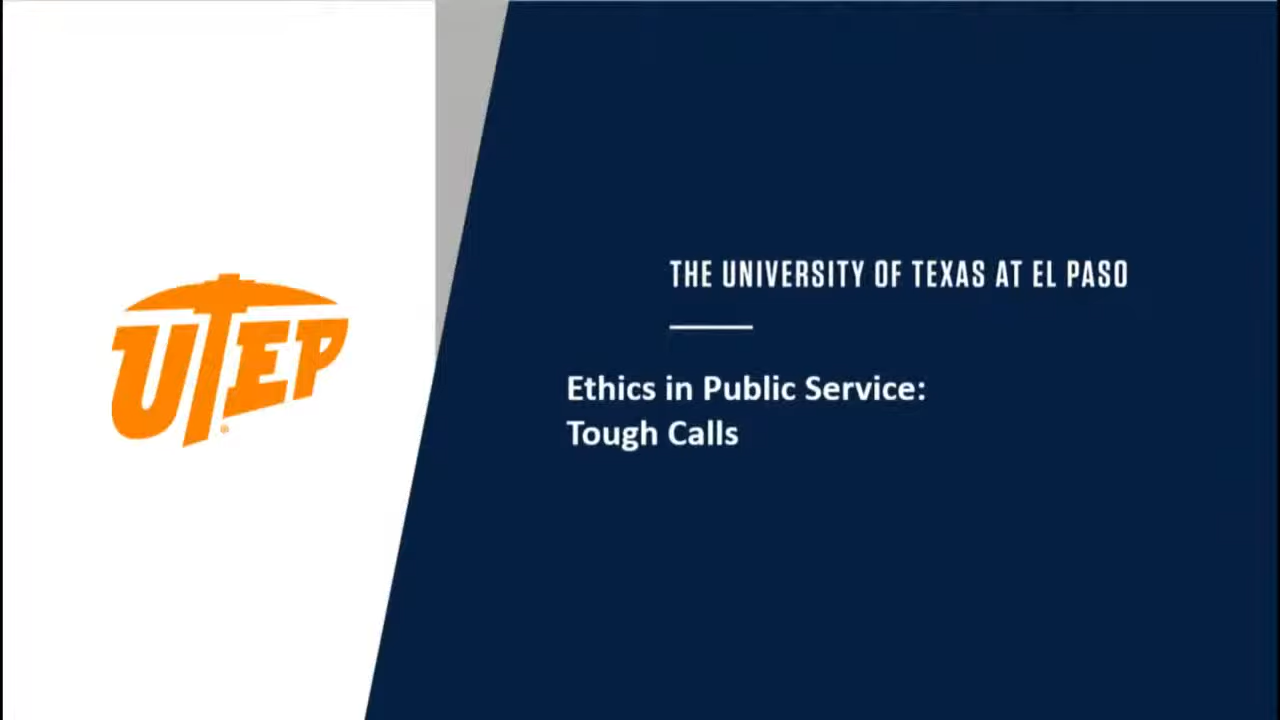 UTEP
®
THE UNIVERSITY OF TEXAS AT EL PASO
Ethics in Public Service:
Tough Calls